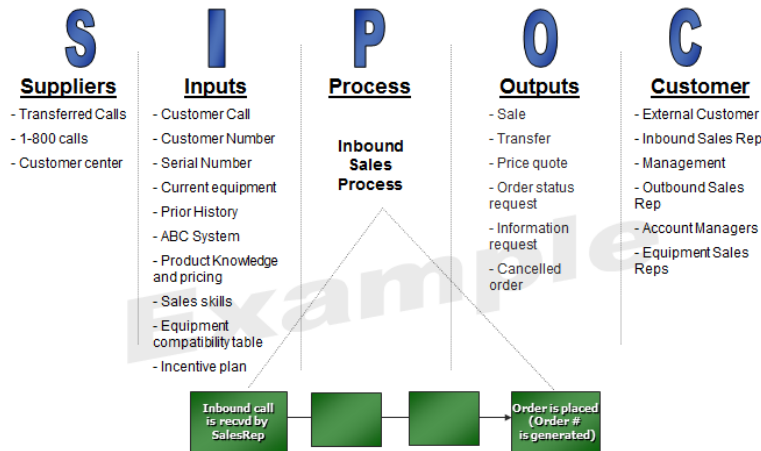 S I P O C
Suppliers
- Transferred Calls
- 1-800 calls
- Customer center
Inputs
- Customer Call
- Customer Number
- Serial Number
- Current equipment
- Prior History
- ABC System
- Product Knowledge
and pricing
- Sales skills
- Equipment
compatibility table
- Incentive plan
Process
Inbound
Sales
Process
Outputs
- Sale
- Transfer
- Price quote
- Order status
request
- Information
request
- Cancelled
order
Customer
- External Customer
- Inbound Sales Rep
- Management
- Outbound Sales
Rep
- Account Managers
- Equipment Sales
Reps
Example
Inbound call
is recvd by
SalesRep
Order is placed
(Order #
is generated)